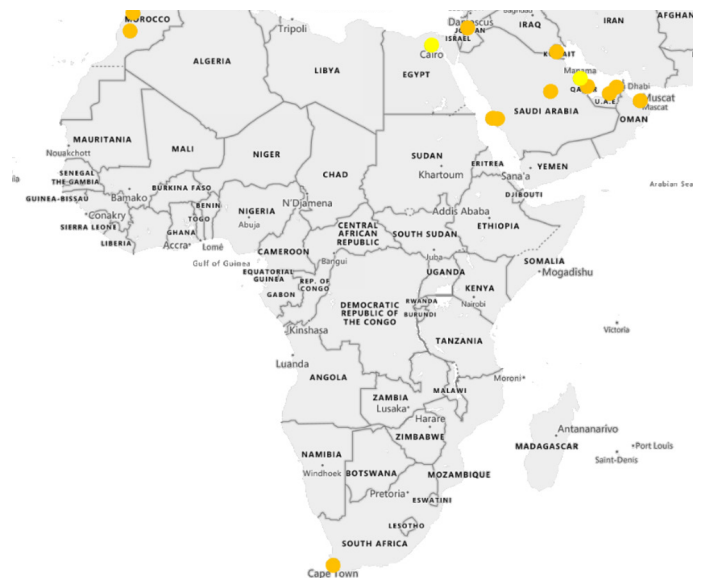 MOROCCO
Tripoli
ALGERIA
LIBYA
Cairo
EGYPT
ISRAEL
IRAQ
IRAN
Manama
SAUDI ARABIA
U.A.E.
Dhabi
Muscat
Muscat
OMAN
YEMEN
Sana'a
MAURITANIA
Nouakchott
MALI
NIGER
CHAD
SUDAN
Khartoum
ERITREA
DJIBOUTI
Arabian Sea
SENEGAL
THE GAMBIA
GUINEA-BISSAU
Bamako
BURKINA FASO
Conakry
SIERRA LEONE
LIBERIA
BENIN
TOGO
GHANA
Accra
Lomé
NIGERIA
Abuja
N'Djamena
Gulf of Guinea
CAMEROON
CENTRAL
AFRICAN
REPUBLIC
Bangui
SOUTH SUDAN
Juba
Addis Ababa
ETHIOPIA
SOMALIA
Mogadishu
EQUATORIAL
GUINEA
GABON
REP. OF
CONGO
UGANDA
KENYA
Nairobi
RWANDA
BURUNDI
DEMOCRATIC
REPUBLIC OF
THE CONGO
Kinshasa
TANZANIA
Victoria
Luanda
ANGOLA
Moroni
MALAWI
ZAMBIA
Lusaka
Harare
ZIMBABWE
Antananarivo
MADAGASCAR
Port Louis
Saint-Denis
NAMIBIA
Windhoek
BOTSWANA
MOZAMBIQUE
Pretoria
ESWATINI
LESOTHO
SOUTH AFRICA
Cape Town